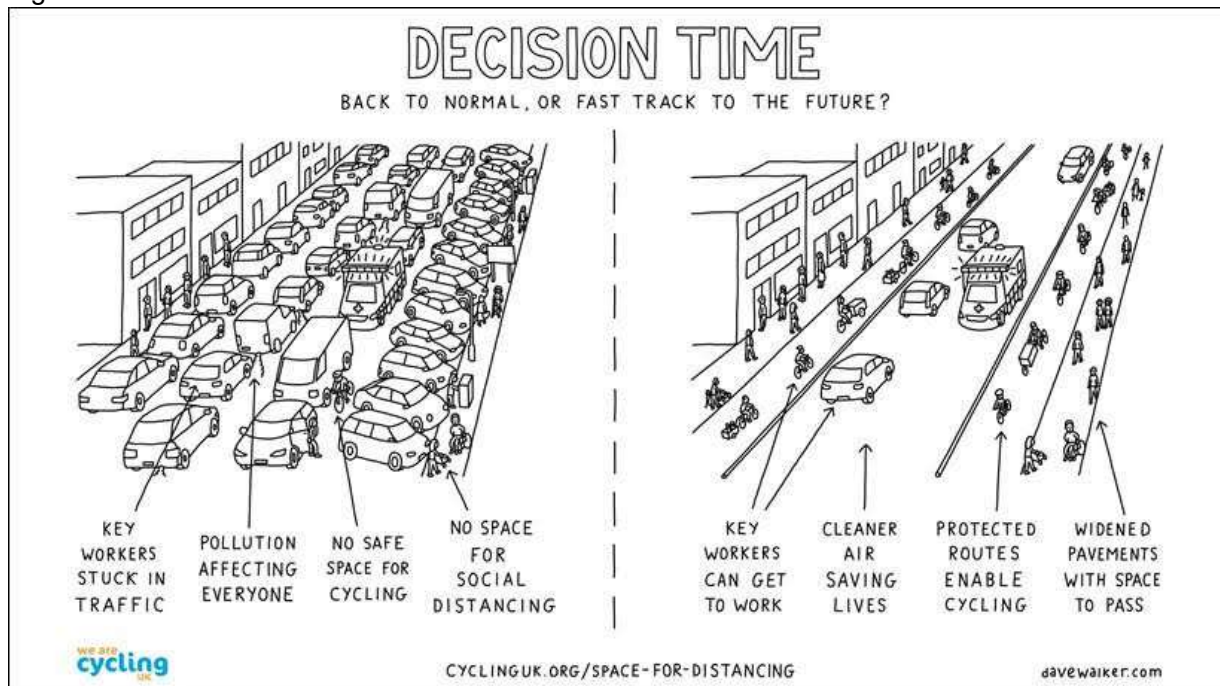 DECISION TIME
BACK TO NORMAL, OR FAST TRACK TO THE FUTURE?
KEY
WORKERS
STUCK IN
TRAFFIC
POLLUTION
AFFECTING
EVERYONE
NO SAFE
SPACE FOR
CYCLING
NO SPACE
FOR
SOCIAL
DISTANCING
KEY
WORKERS
CAN GET
TO WORK
CLEANER
AIR
SAVING
LIVES
PROTECTED
ROUTES
ENABLE
CYCLING
WIDENED
PAVEMENTS
WITH SPACE
TO PASS
we are
cycling
UK
CYCLINGUK.ORG/SPACE-FOR-DISTANCING
davewalker.com